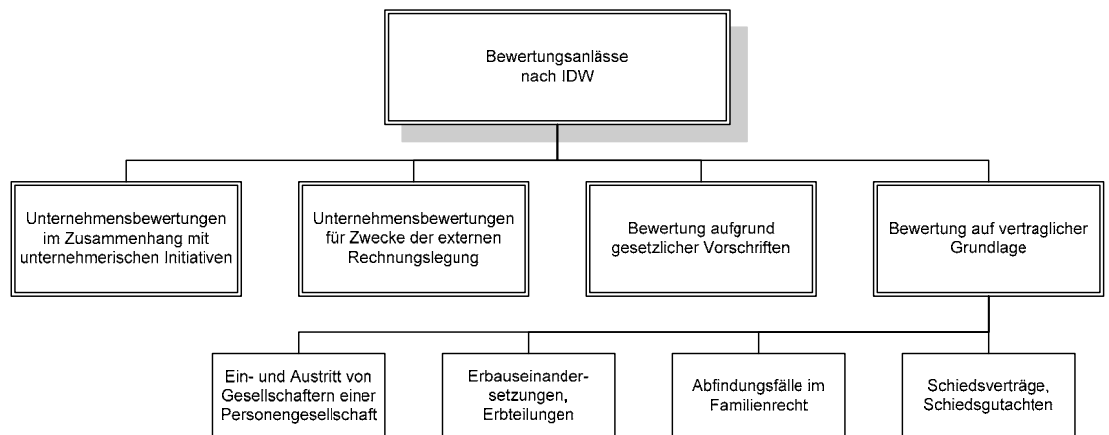 Bewertungsanlässe
nach IDW
Unternehmensbewertungen
im Zusammenhang mit
unternehmerischen Initiativen
Unternehmensbewertungen
für Zwecke der externen
Rechnungslegung
Bewertung aufgrund
gesetzlicher Vorschriften
Bewertung auf vertraglicher
Grundlage
Ein- und Austritt von
Gesellschaftern einer
Personengesellschaft
Erbauseinander-
setzungen,
Erbteilungen
Abfindungsfälle im
Familienrecht
Schiedsverträge,
Schiedsgutachten